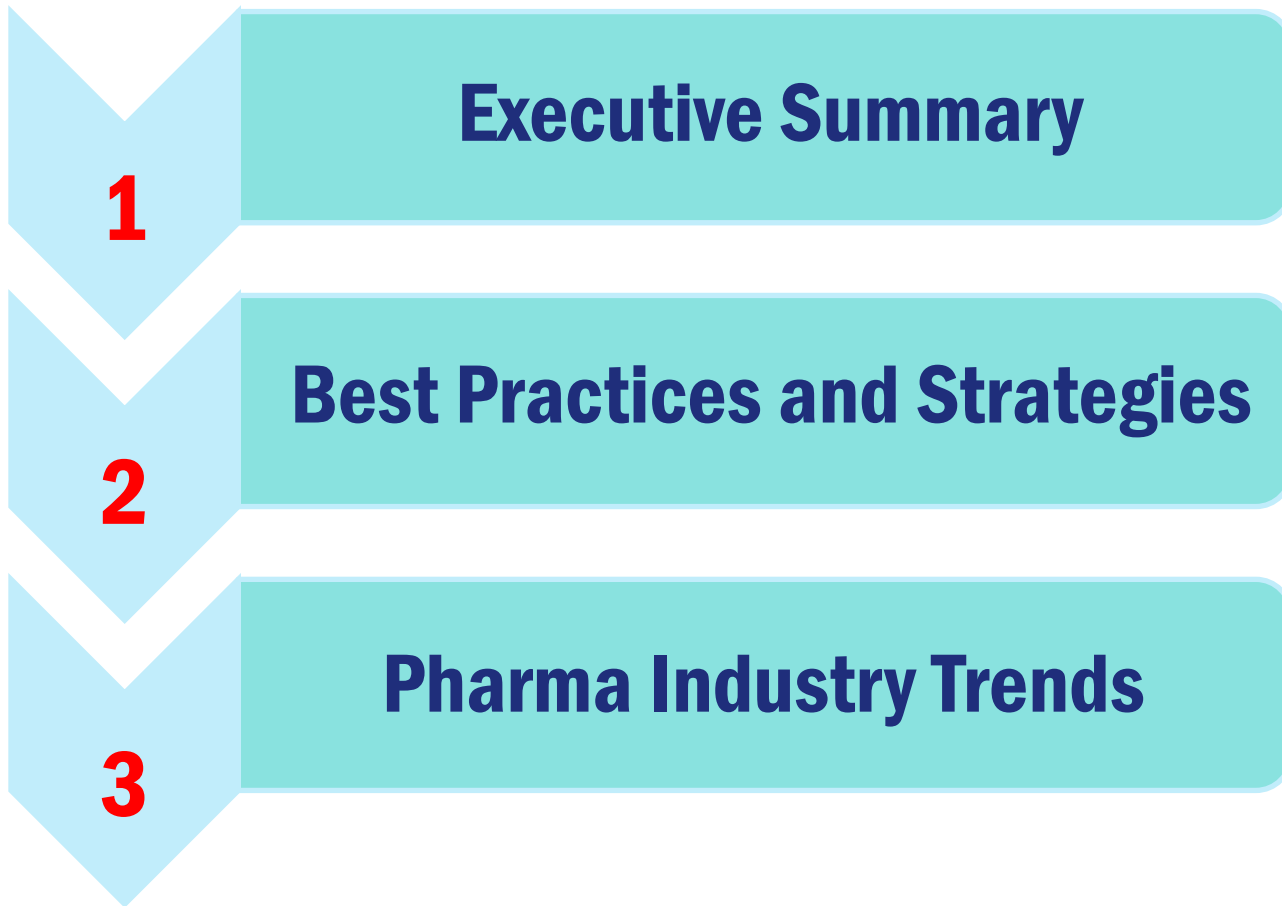 1
Executive Summary
2
Best Practices and Strategies
3
Pharma Industry Trends